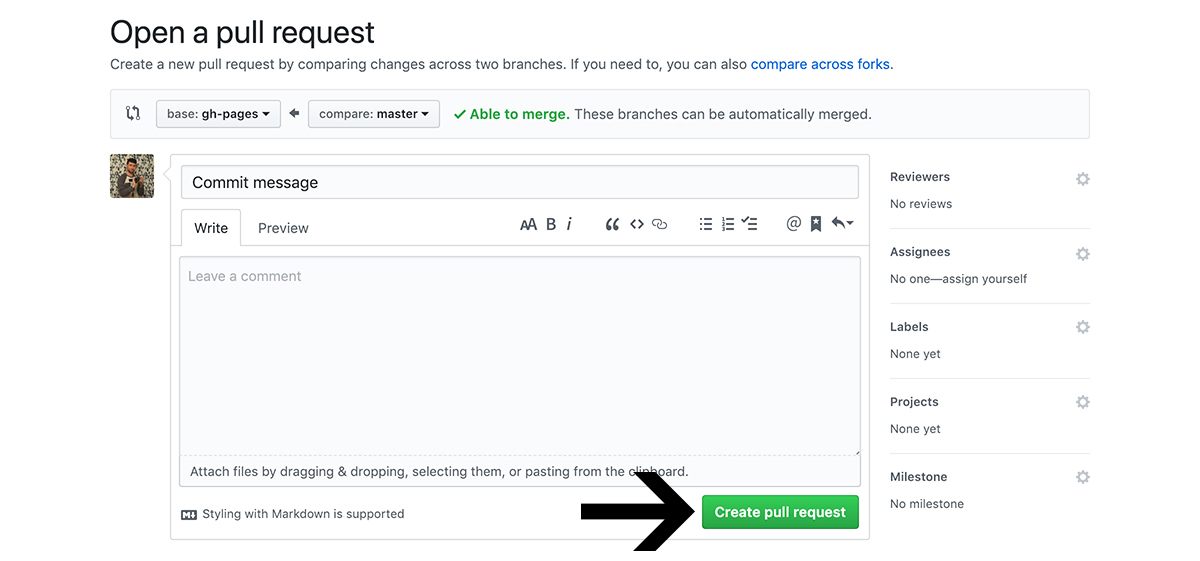 Open a pull request
Create a new pull request by comparing changes across two branches. If you need to, you can also compare across forks.
base: gh-pages compare: master Able to merge. These branches can be automatically merged.
Commit message
Write Preview AA B i
Leave a comment
Attach files by dragging & dropping, selecting them, or pasting from the clipboard.
Styling with Markdown is supported
Create pull request
Reviewers
No reviews
Assignees
No one—assign yourself
Labels
None yet
Projects
None yet
Milestone
No milestone